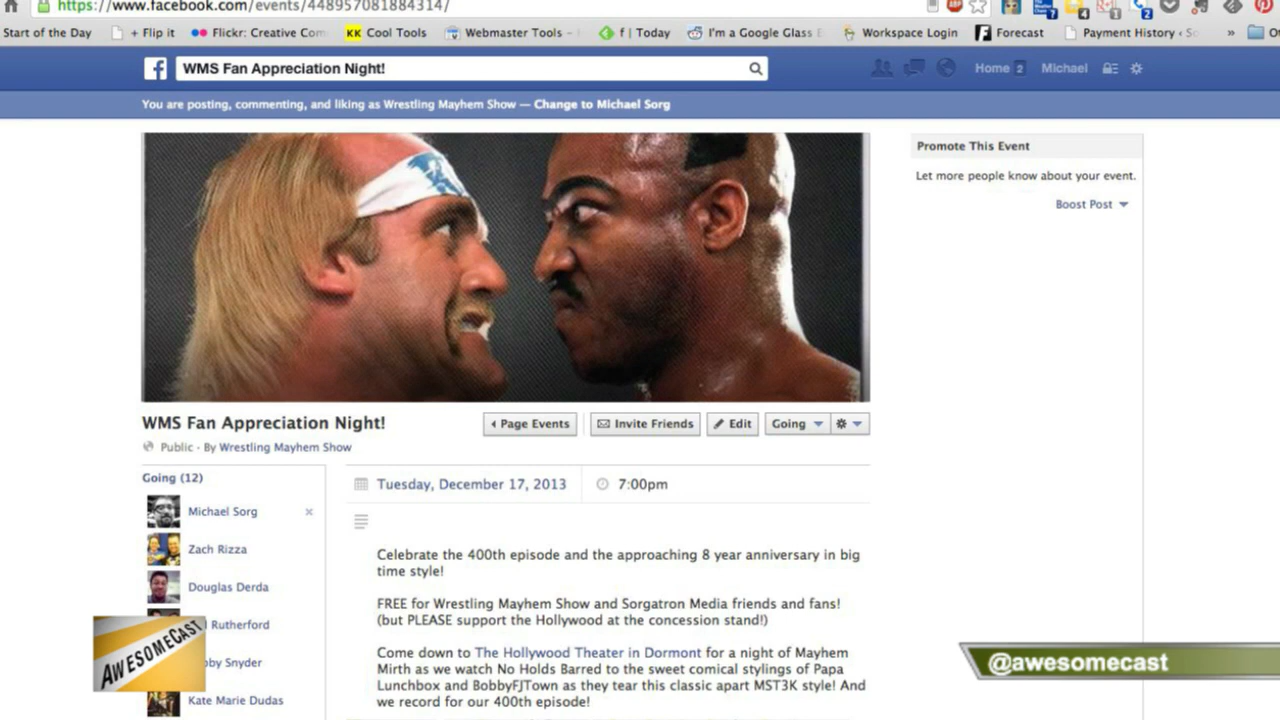 https://www.facebook.com/events/448957081884314/
Start of the Day + Flip it Flickr: Creative Com KK Cool Tools Webmaster Tools - f | Today I'm a Google Glass E Workspace Login Forecast Payment History ‹ So »
WMS Fan Appreciation Night!
Home 2 Michael
You are posting, commenting, and liking as Wrestling Mayhem Show — Change to Michael Sorg
Promote This Event
Let more people know about your event.
Boost Post
WMS Fan Appreciation Night!
Page Events Invite Friends Edit Going
Public · By Wrestling Mayhem Show
Going (12)
Michael Sorg
Zach Rizza
Douglas Derda
Rutherford
Snyder
Kate Marie Dudas
Tuesday, December 17, 2013 7:00pm
Celebrate the 400th episode and the approaching 8 year anniversary in big
time style!
FREE for Wrestling Mayhem Show and Sorgatron Media friends and fans!
(but PLEASE support the Hollywood at the concession stand!)
Come down to The Hollywood Theater in Dormont for a night of Mayhem
Mirth as we watch No Holds Barred to the sweet comical stylings of Papa
Lunchbox and BobbyFJTown as they tear this classic apart MST3K style! And
we record for our 400th episode!
AWESOMECAST
@awesomecast